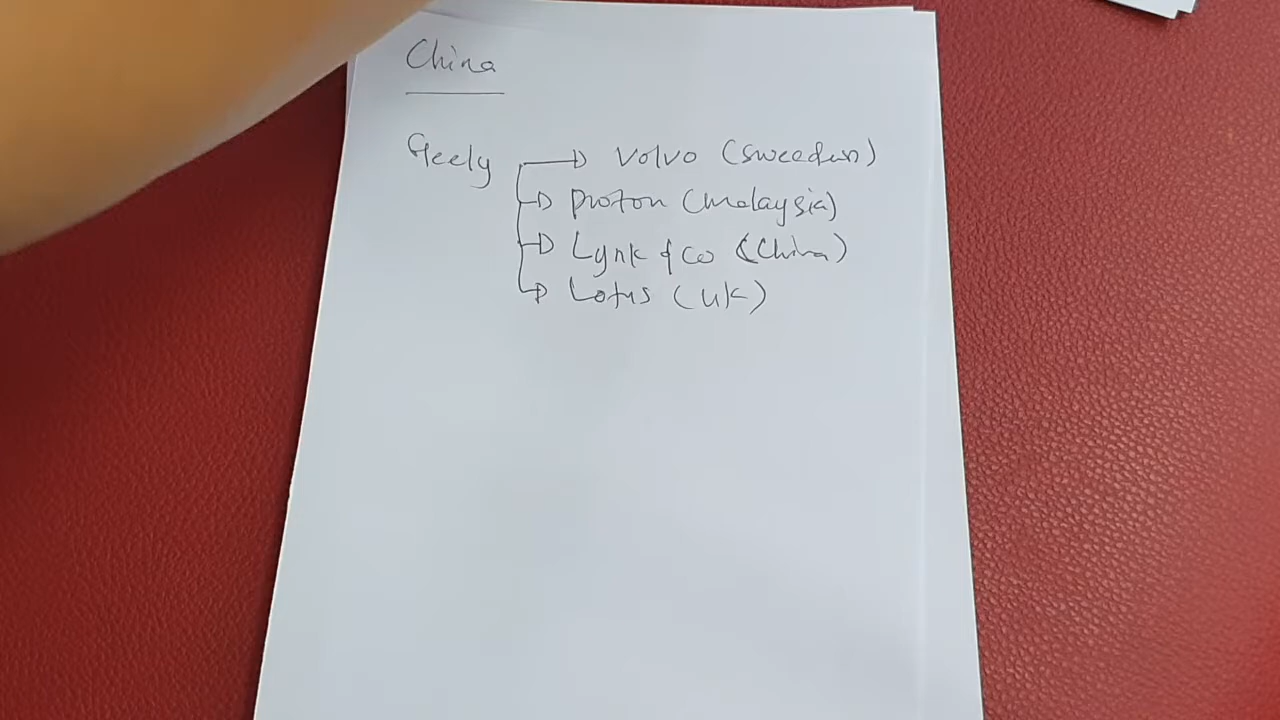 China
Geely → Volvo (Sweeden)
→ Proton (Malaysia)
→ Lynk & Co (China)
→ Lotus (UK)